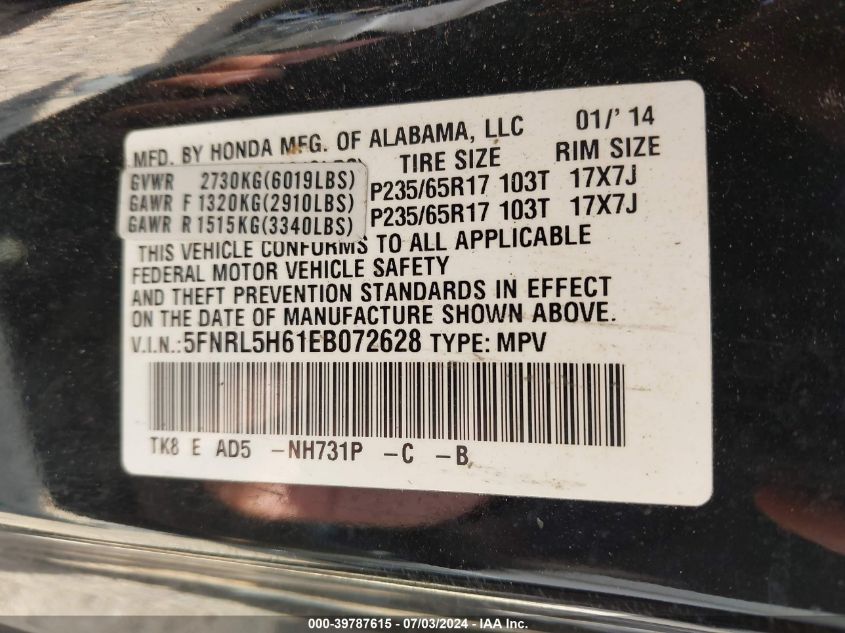 MFD. BY HONDA MFG. OF ALABAMA, LLC 01/'14
TIRE SIZE RIM SIZE
GVWR 2730KG(6019LBS)
GAWR F 1320KG(2910LBS) P235/65R17 103T 17X7J
GAWR R 1515KG(3340LBS) P235/65R17 103T 17X7J
THIS VEHICLE CONFORMS TO ALL APPLICABLE
FEDERAL MOTOR VEHICLE SAFETY
AND THEFT PREVENTION STANDARDS IN EFFECT
ON THE DATE OF MANUFACTURE SHOWN ABOVE.
V.I.N.:5FNRL5H61EB072628 TYPE: MPV
TK8 E AD5 -NH731P -C -B
000-39787615 - 07/03/2024 - IAA Inc.